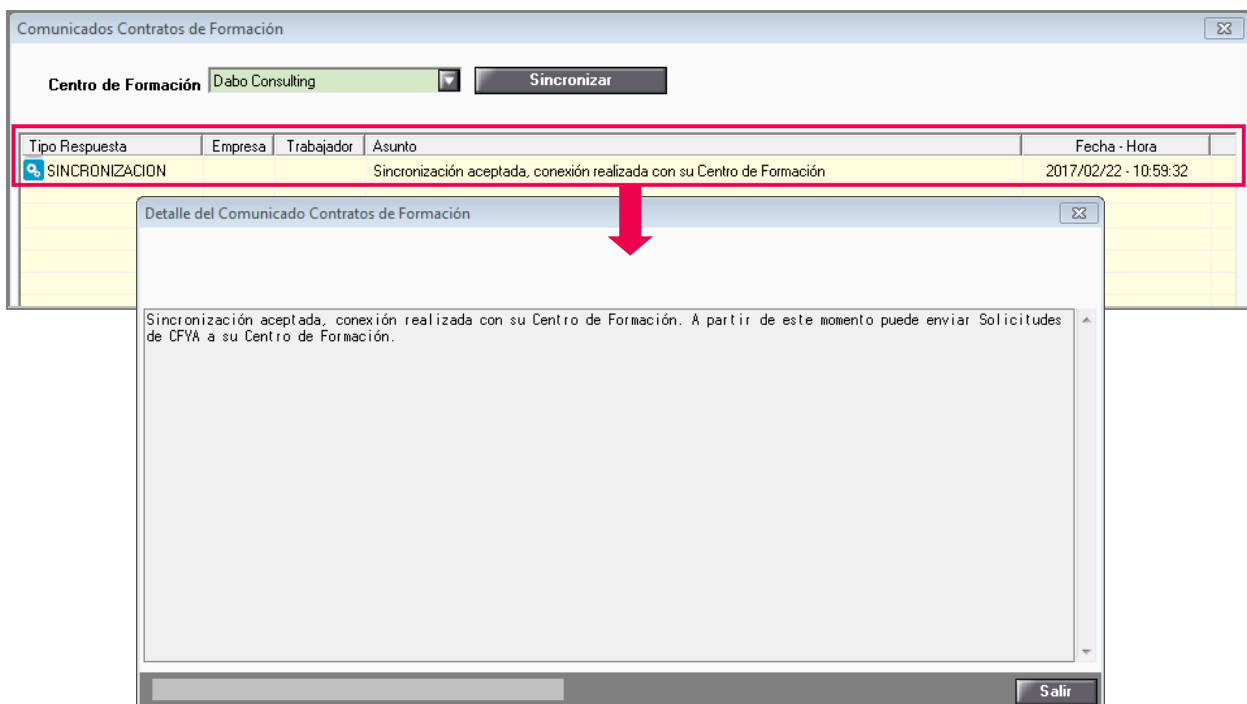 Comunicados Contratos de Formación
Centro de Formación Dabo Consulting Sincronizar
Tipo Respuesta Empresa Trabajador Asunto Fecha - Hora
SINCRONIZACION Sincronización aceptada, conexión realizada con su Centro de Formación 2017/02/22 - 10:59:32
Detalle del Comunicado Contratos de Formación
Sincronización aceptada, conexión realizada con su Centro de Formación. A partir de este momento puede enviar Solicitudes
de CFYA a su Centro de Formación.
Salir